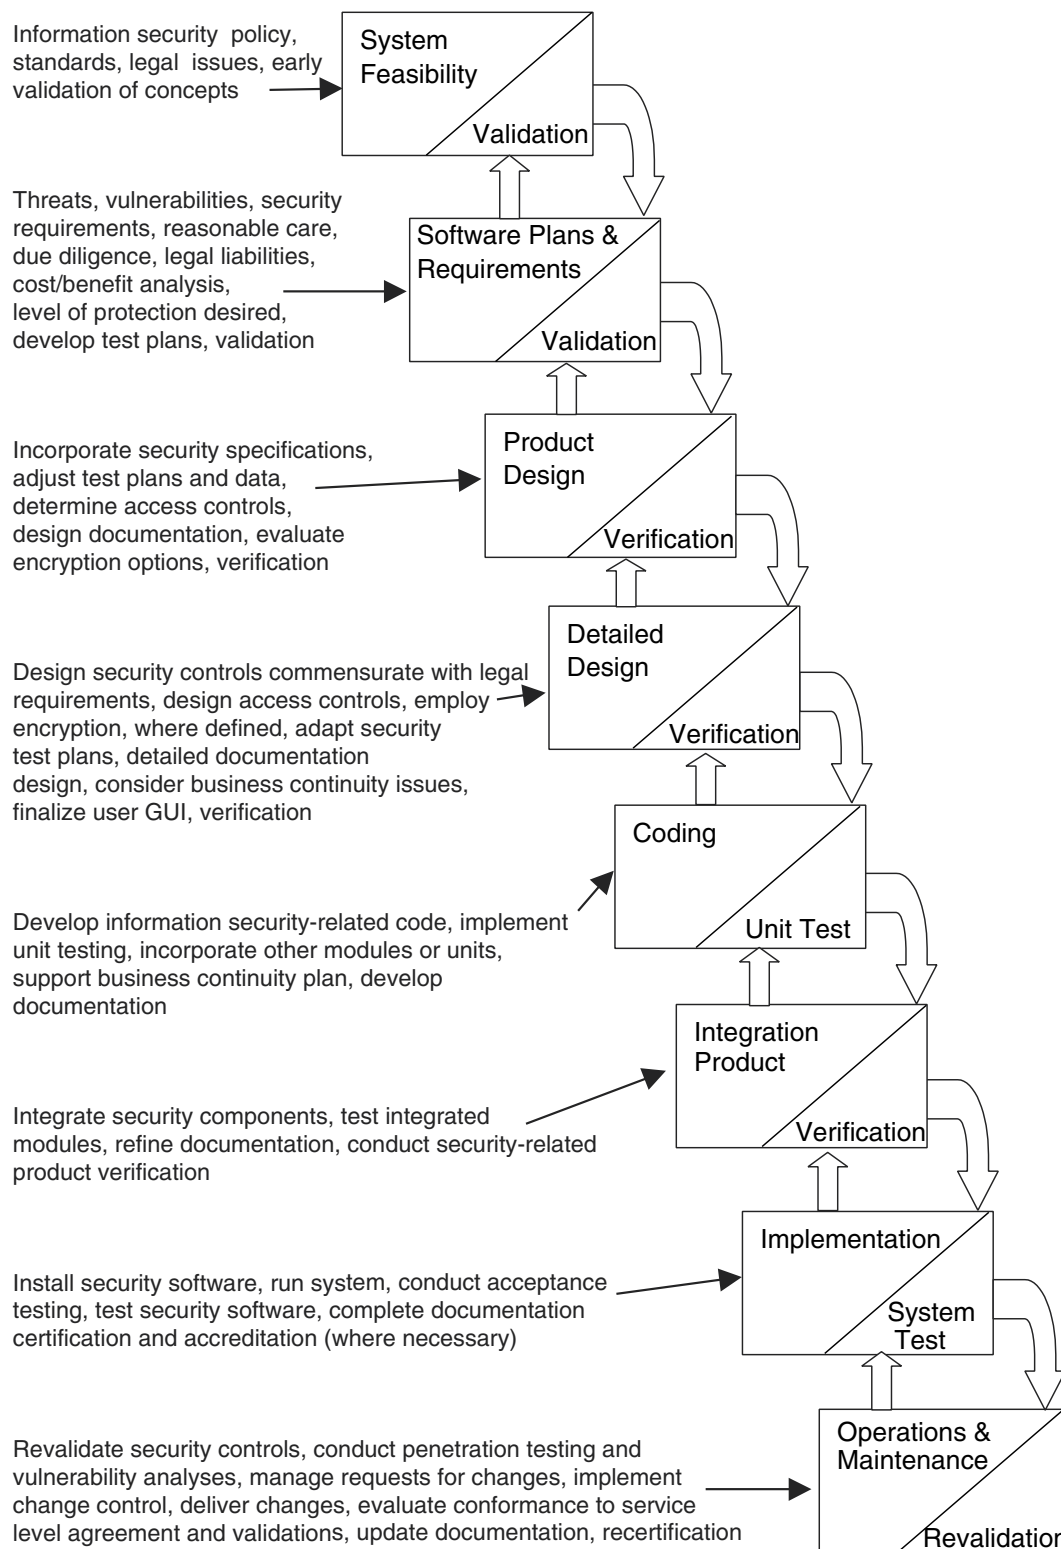 Information security policy,
standards, legal issues, early
validation of concepts
System
Feasibility
Validation
Threats, vulnerabilities, security
requirements, reasonable care,
due diligence, legal liabilities,
cost/benefit analysis,
level of protection desired,
develop test plans, validation
Software Plans &
Requirements
Validation
Incorporate security specifications,
adjust test plans and data,
determine access controls,
design documentation, evaluate
encryption options, verification
Product
Design
Verification
Design security controls commensurate with legal
requirements, design access controls, employ
encryption, where defined, adapt security
test plans, detailed documentation
design, consider business continuity issues,
finalize user GUI, verification
Detailed
Design
Verification
Develop information security-related code, implement
unit testing, incorporate other modules or units,
support business continuity plan, develop
documentation
Coding
Unit Test
Integrate security components, test integrated
modules, refine documentation, conduct security-related
product verification
Integration
Product
Verification
Install security software, run system, conduct acceptance
testing, test security software, complete documentation
certification and accreditation (where necessary)
Implementation
System
Test
Revalidate security controls, conduct penetration testing and
vulnerability analyses, manage requests for changes, implement
change control, deliver changes, evaluate conformance to service
level agreement and validations, update documentation, recertification
Operations &
Maintenance
Revalidation